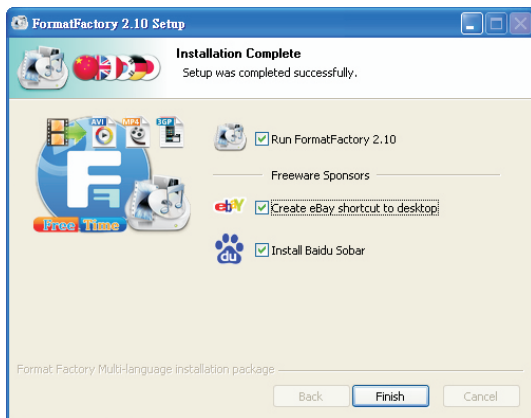 FormatFactory 2.10 Setup
Installation Complete
Setup was completed successfully.
AVI MP4 3GP
Free Time
Run FormatFactory 2.10
Freeware Sponsors
ebY Create eBay shortcut to desktop
du Install Baidu Sobar
Format Factory Multi-language installation package
Back Finish Cancel